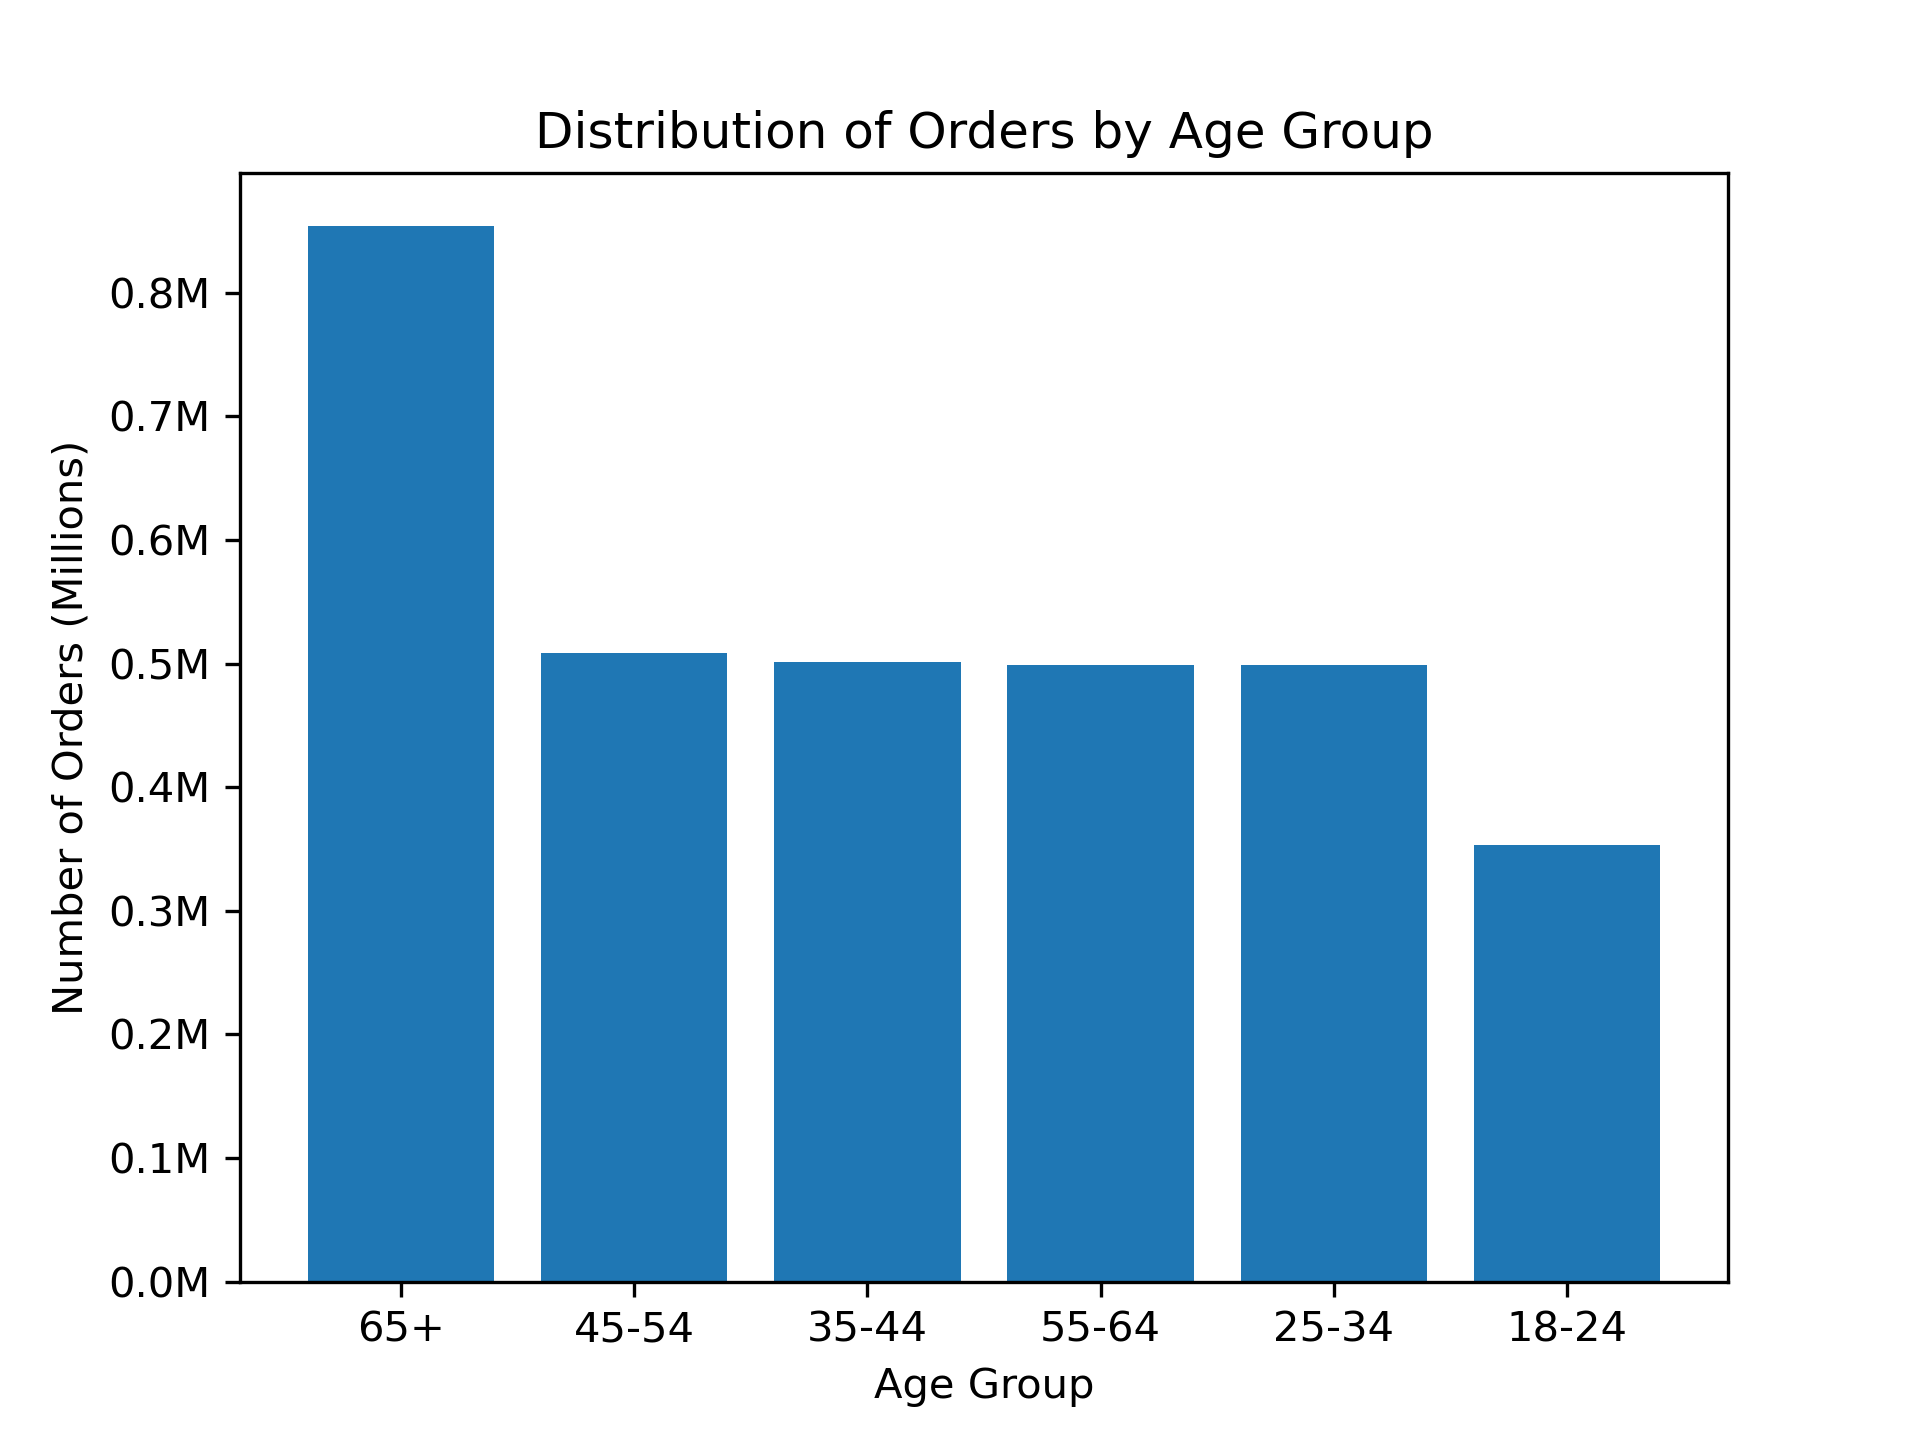 Distribution of Orders by Age Group
Number of Orders (Millions)
0.8M
0.7M
0.6M
0.5M
0.4M
0.3M
0.2M
0.1M
0.0M
65+ 45-54 35-44 55-64 25-34 18-24
Age Group